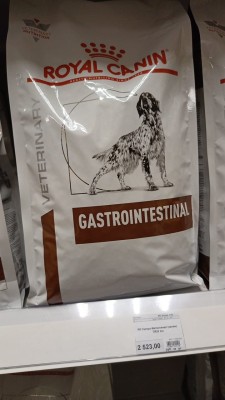 ROYAL CANIN
VETERINARY
GASTROINTESTINAL
2 523,00